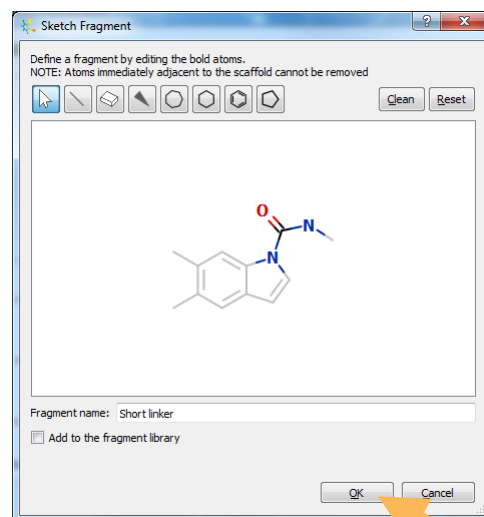 Sketch Fragment
?
X
Define a fragment by editing the bold atoms.
NOTE: Atoms immediately adjacent to the scaffold cannot be removed
Clean Reset
O
N
N
Fragment name: Short linker
Add to the fragment library
OK Cancel